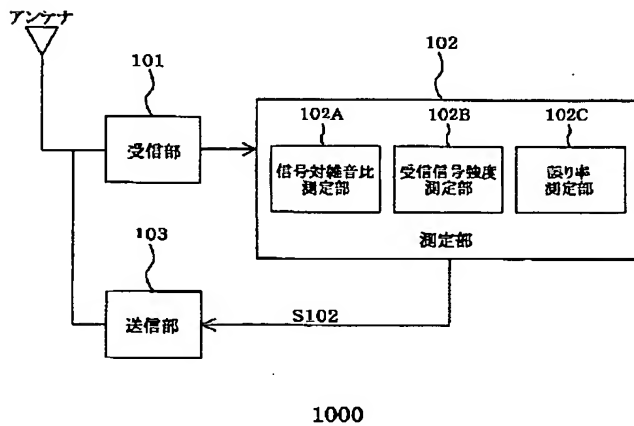 アンテナ
101
受信部
102
102A
102B
102C
信号対雑音比
測定部
受信信号強度
測定部
誤り率
測定部
測定部
103
送信部
S102
1000